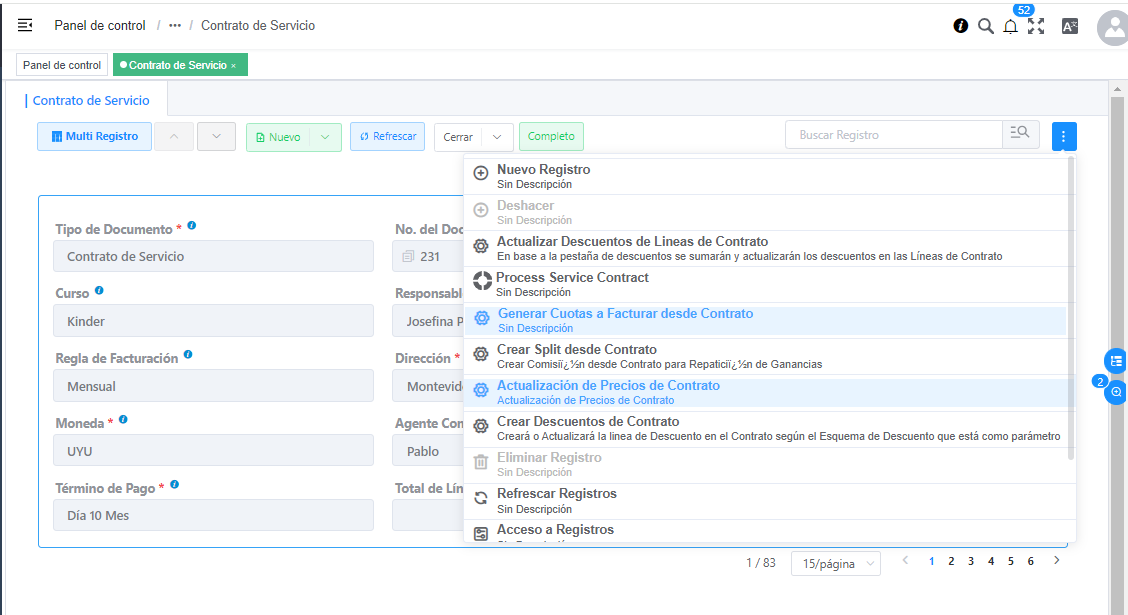 Panel de control / ••• / Contrato de Servicio
52
Panel de control
Contrato de Servicio ×
Contrato de Servicio
Multi Registro
Nuevo
Refrescar
Cerrar
Completo
Buscar Registro
Nuevo Registro
Sin Descripción
Deshacer
Sin Descripción
Actualizar Descuentos de Lineas de Contrato
En base a la pestaña de descuentos se sumarán y actualizarán los descuentos en las Líneas de Contrato
Process Service Contract
Sin Descripción
Generar Cuotas a Facturar desde Contrato
Sin Descripción
Crear Split desde Contrato
Crear Comisiï¿½n desde Contrato para Repaticiï¿½n de Ganancias
Actualización de Precios de Contrato
Actualización de Precios de Contrato
Crear Descuentos de Contrato
Creará o Actualizará la linea de Descuento en el Contrato según el Esquema de Descuento que está como parámetro
Eliminar Registro
Sin Descripción
Refrescar Registros
Sin Descripción
Acceso a Registros
Tipo de Documento *
Contrato de Servicio
No. del Doc
231
Curso
Kinder
Responsabl
Josefina P
Regla de Facturación
Mensual
Dirección *
Montevid
Moneda *
UYU
Agente Con
Pablo
Término de Pago *
Día 10 Mes
Total de Lín
2
1 / 83
15/página
1 2 3 4 5 6